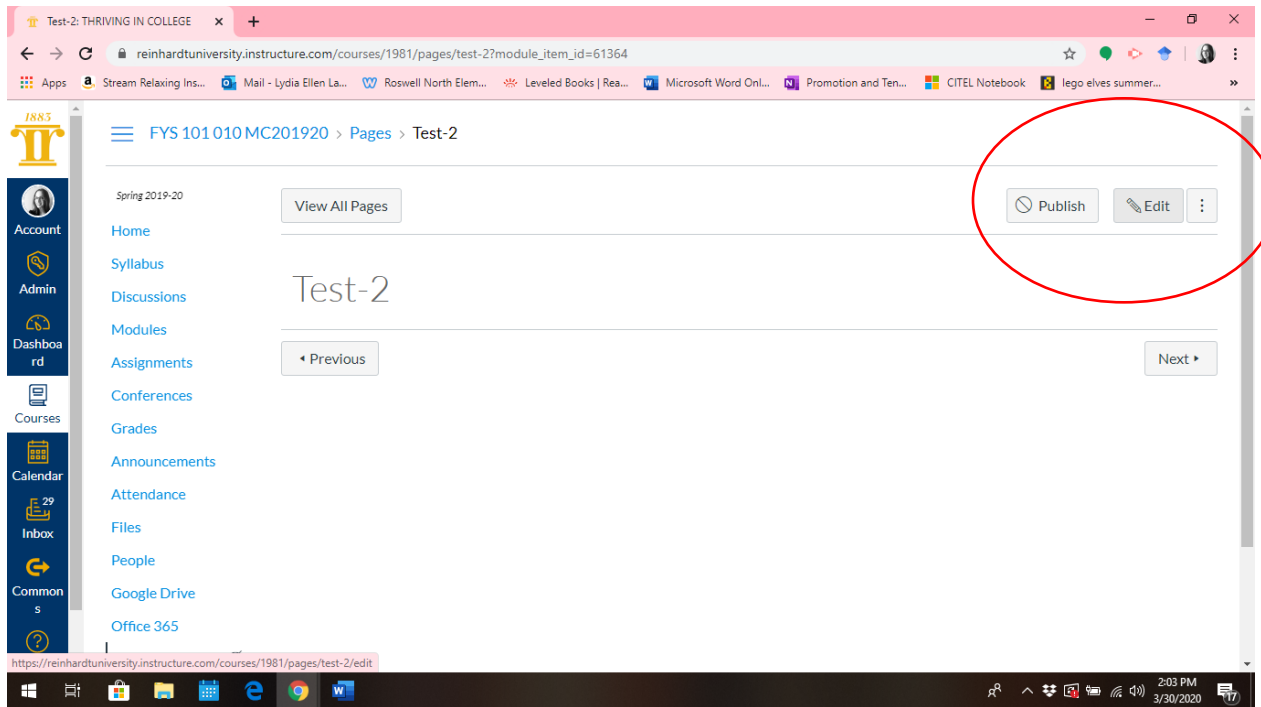 Test-2: THRIVING IN COLLEGE
reinhardtuniversity.instructure.com/courses/1981/pages/test-2?module_item_id=61364
Apps Stream Relaxing Ins... Mail - Lydia Ellen La... Roswell North Elem... Leveled Books | Rea... Microsoft Word Onl... Promotion and Ten... CITEL Notebook lego elves summer... »
1883
FYS 101 010 MC201920 > Pages > Test-2
Spring 2019-20
View All Pages
Publish
Edit
Account
Admin
Dashboa
rd
Courses
Calendar
29
Inbox
Common
s
Home
Syllabus
Discussions
Modules
Assignments
Conferences
Grades
Announcements
Attendance
Files
People
Google Drive
Office 365
Test-2
Previous
Next
https://reinhardtuniversity.instructure.com/courses/1981/pages/test-2/edit
2:03 PM
3/30/2020
17